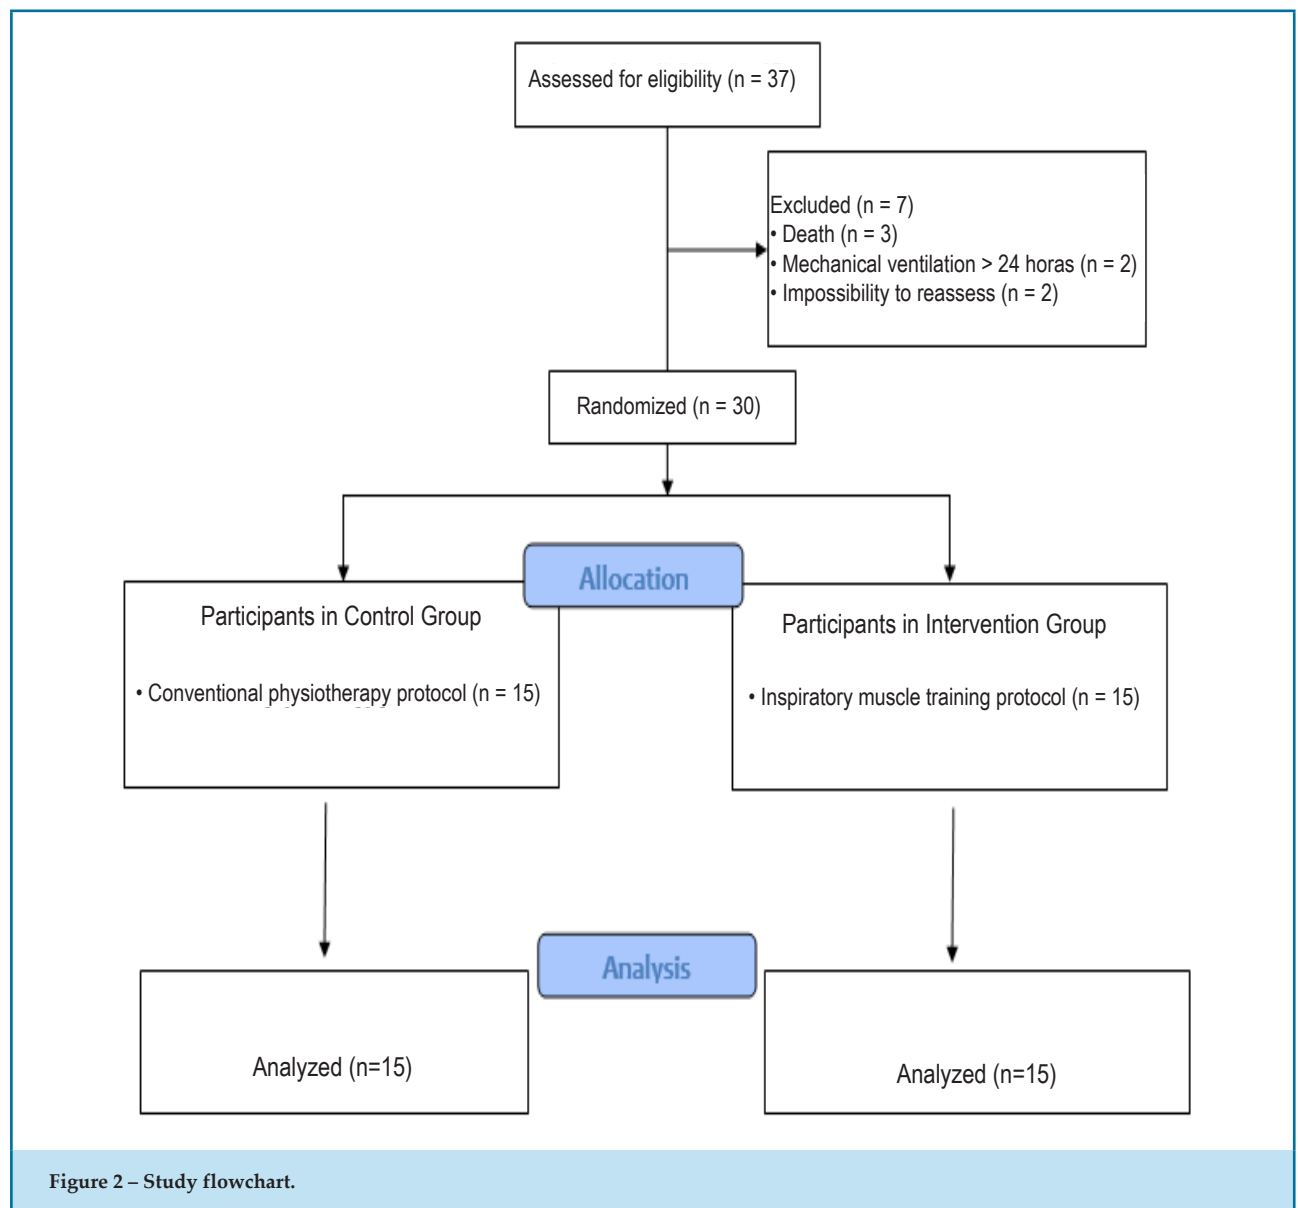 Assessed for eligibility (n = 37)
Excluded (n = 7)
• Death (n = 3)
• Mechanical ventilation > 24 horas (n = 2)
• Impossibility to reassess (n = 2)
Randomized (n = 30)
Allocation
Participants in Control Group
• Conventional physiotherapy protocol (n = 15)
Participants in Intervention Group
• Inspiratory muscle training protocol (n = 15)
Analysis
Analyzed (n=15)
Analyzed (n=15)
Figure 2 – Study flowchart.